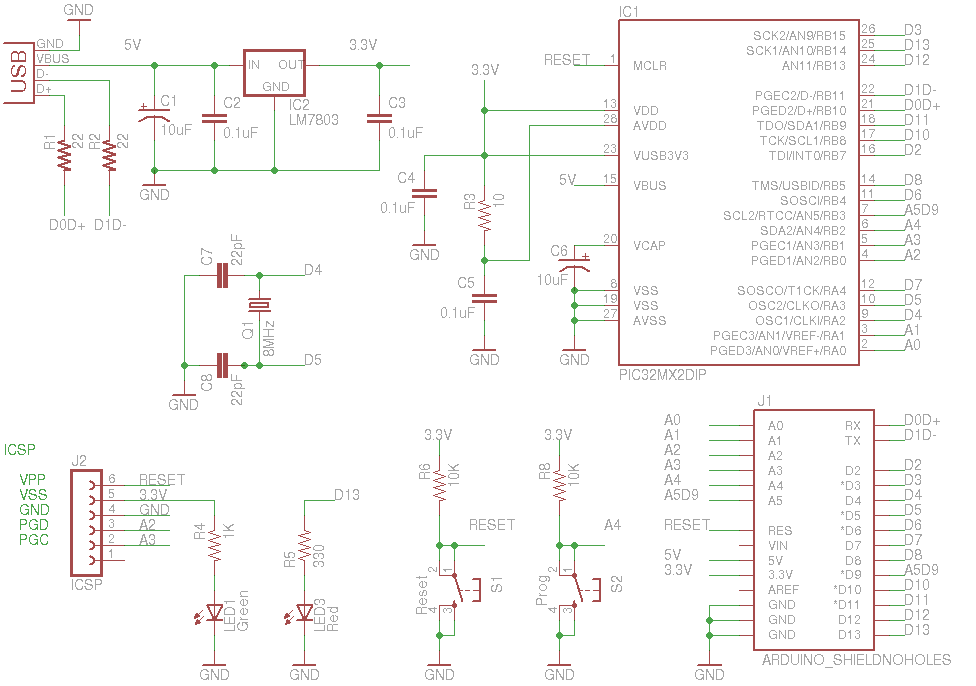 GND
USB
GND
VBUS
D-
D+
5V
3.3V
IN OUT
GND
IC2
LM7803
C1
10uF
C2
0.1uF
C3
0.1uF
GND
R1
22
R2
22
D0D+ D1D-
C7
22pF
D4
Q1
8MHz
C8
22pF
D5
GND
3.3V
C4
0.1uF
GND
R3
10
C5
0.1uF
GND
5V
C6
10uF
GND
IC1
RESET 1 MCLR
13 VDD
28 AVDD
23 VUSB3V3
15 VBUS
20 VCAP
8 VSS
19 VSS
27 AVSS
SCK2/AN9/RB15 26 D3
SCK1/AN10/RB14 25 D13
AN11/RB13 24 D12
PGEC2/D-/RB11 22 D1D-
PGED2/D+/RB10 21 D0D+
TDO/SDA1/RB9 18 D11
TCK/SCL1/RB8 17 D10
TDI/INT0/RB7 16 D2
TMS/USBID/RB5 14 D8
SOSCI/RB4 11 D6
SCL2/RTCC/AN5/RB3 7 A5D9
SDA2/AN4/RB2 6 A4
PGEC1/AN3/RB1 5 A3
PGED1/AN2/RB0 4 A2
SOSCO/T1CK/RA4 12 D7
OSC2/CLKO/RA3 10 D5
OSC1/CLKI/RA2 9 D4
PGEC3/AN1/VREF-/RA1 3 A1
PGED3/AN0/VREF+/RA0 2 A0
PIC32MX2DIP
ICSP
J2
VPP 6 RESET
VSS 5 3.3V
GND 4 GND
PGD 3 A2
PGC 2 A3
1
ICSP
R4
1K
LED1
Green
GND
D13
R5
330
LED3
Red
GND
3.3V
R6
10K
RESET
2 1
Reset
S1
4 3
GND
3.3V
R8
10K
A4
2 1
Prog
S2
4 3
GND
J1
A0 A0
A1 A1
A2 A2
A3 A3
A4 A4
A5D9 A5
RESET RES
VIN
5V 5V
3.3V 3.3V
AREF
GND
GND
GND
GND
RX D0D+
TX D1D-
D2 D2
*D3 D3
D4 D4
*D5 D5
*D6 D6
D7 D7
D8 D8
*D9 A5D9
*D10 D10
*D11 D11
D12 D12
D13 D13
ARDUINO_SHIELDNOHOLES